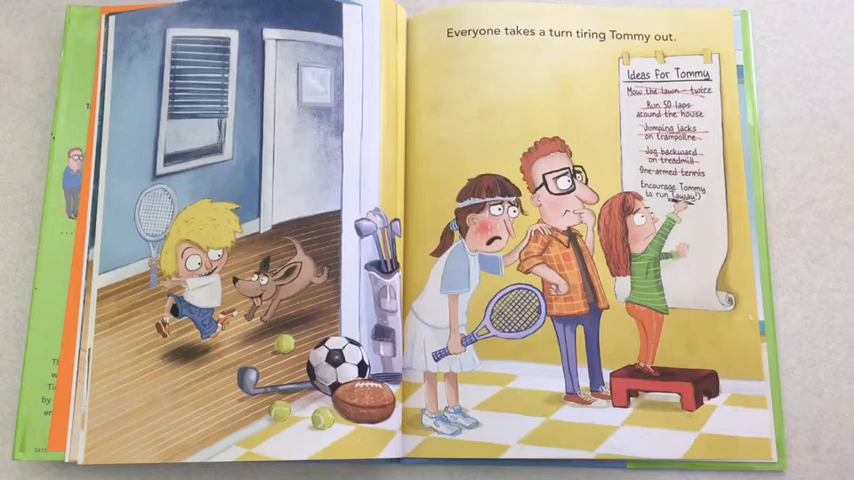 Everyone takes a turn tiring Tommy out.
Ideas for Tommy
Mow the lawn - twice
Run 50 laps
around the house
Jumping jacks
on trampoline
Jog backward
on treadmill
One-armed tennis
Encourage Tommy
to run (away!)